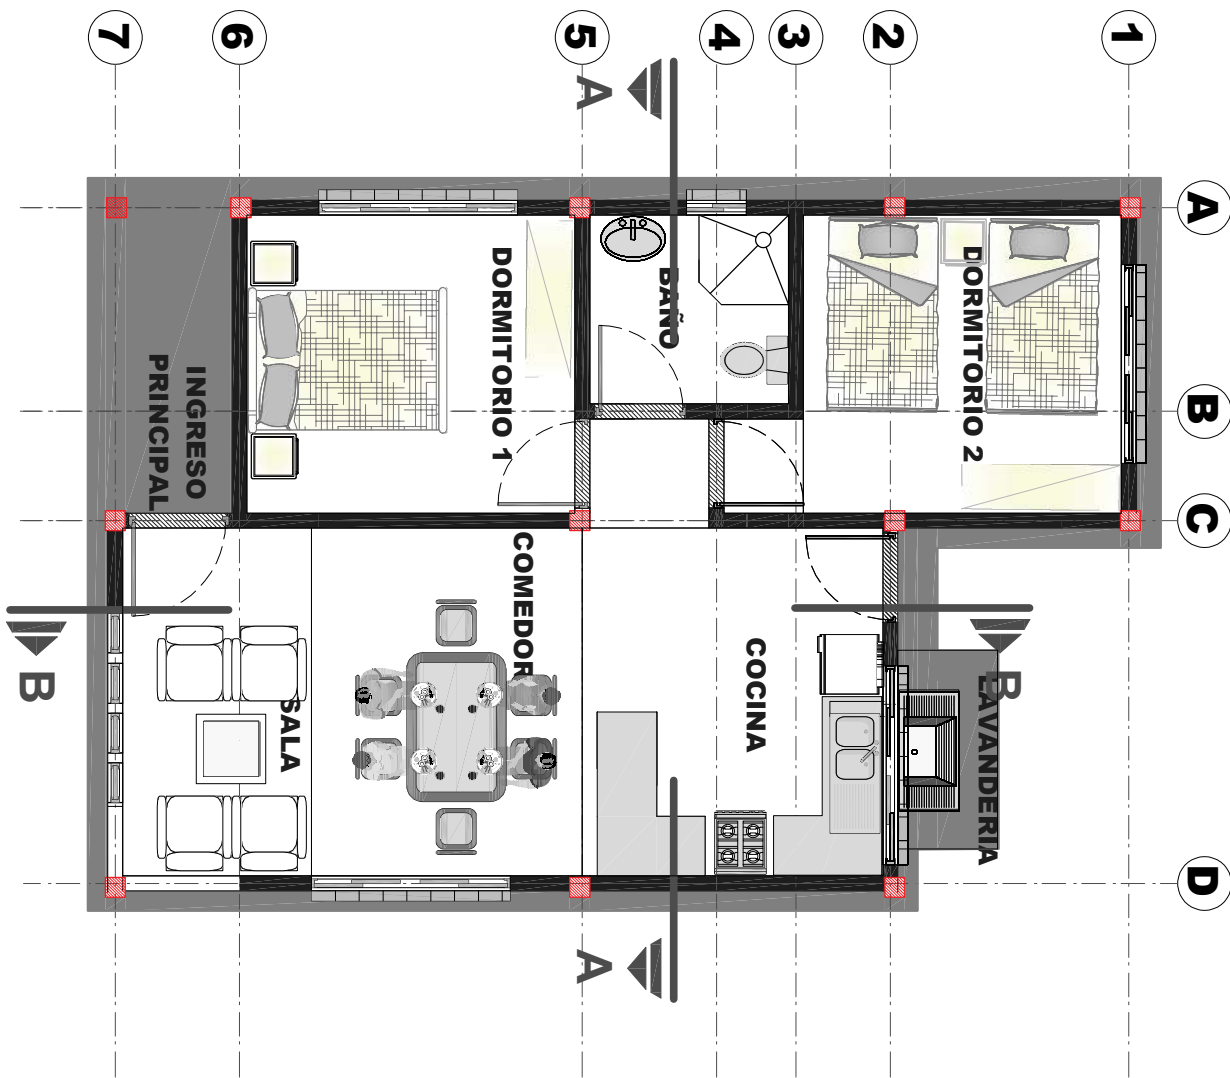 7
6
5
4
3
2
1
A
A
B
C
D
DORMITORIO 1
BAÑO
DORMITORIO 2
INGRESO
PRINCIPAL
COMEDOR
COCINA
SALA
LAVANDERIA
B
B
A